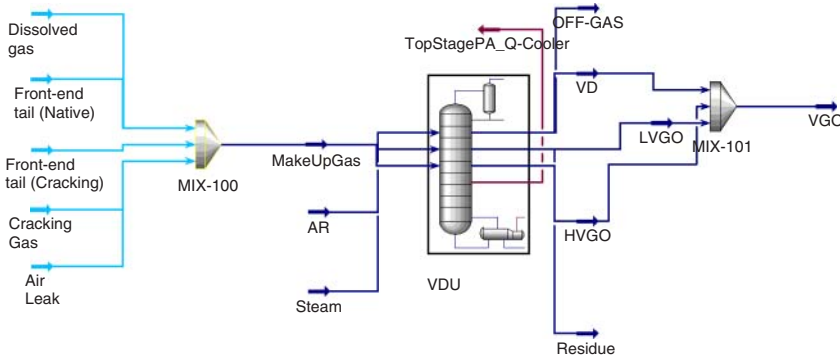 Dissolved
gas
Front-end
tail (Native)
Front-end
tail (Cracking)
Cracking
Gas
Air
Leak
MIX-100
MakeUpGas
AR
Steam
VDU
OFF-GAS
TopStagePA_Q-Cooler
VD
LVGO
HVGO
Residue
MIX-101
VGO